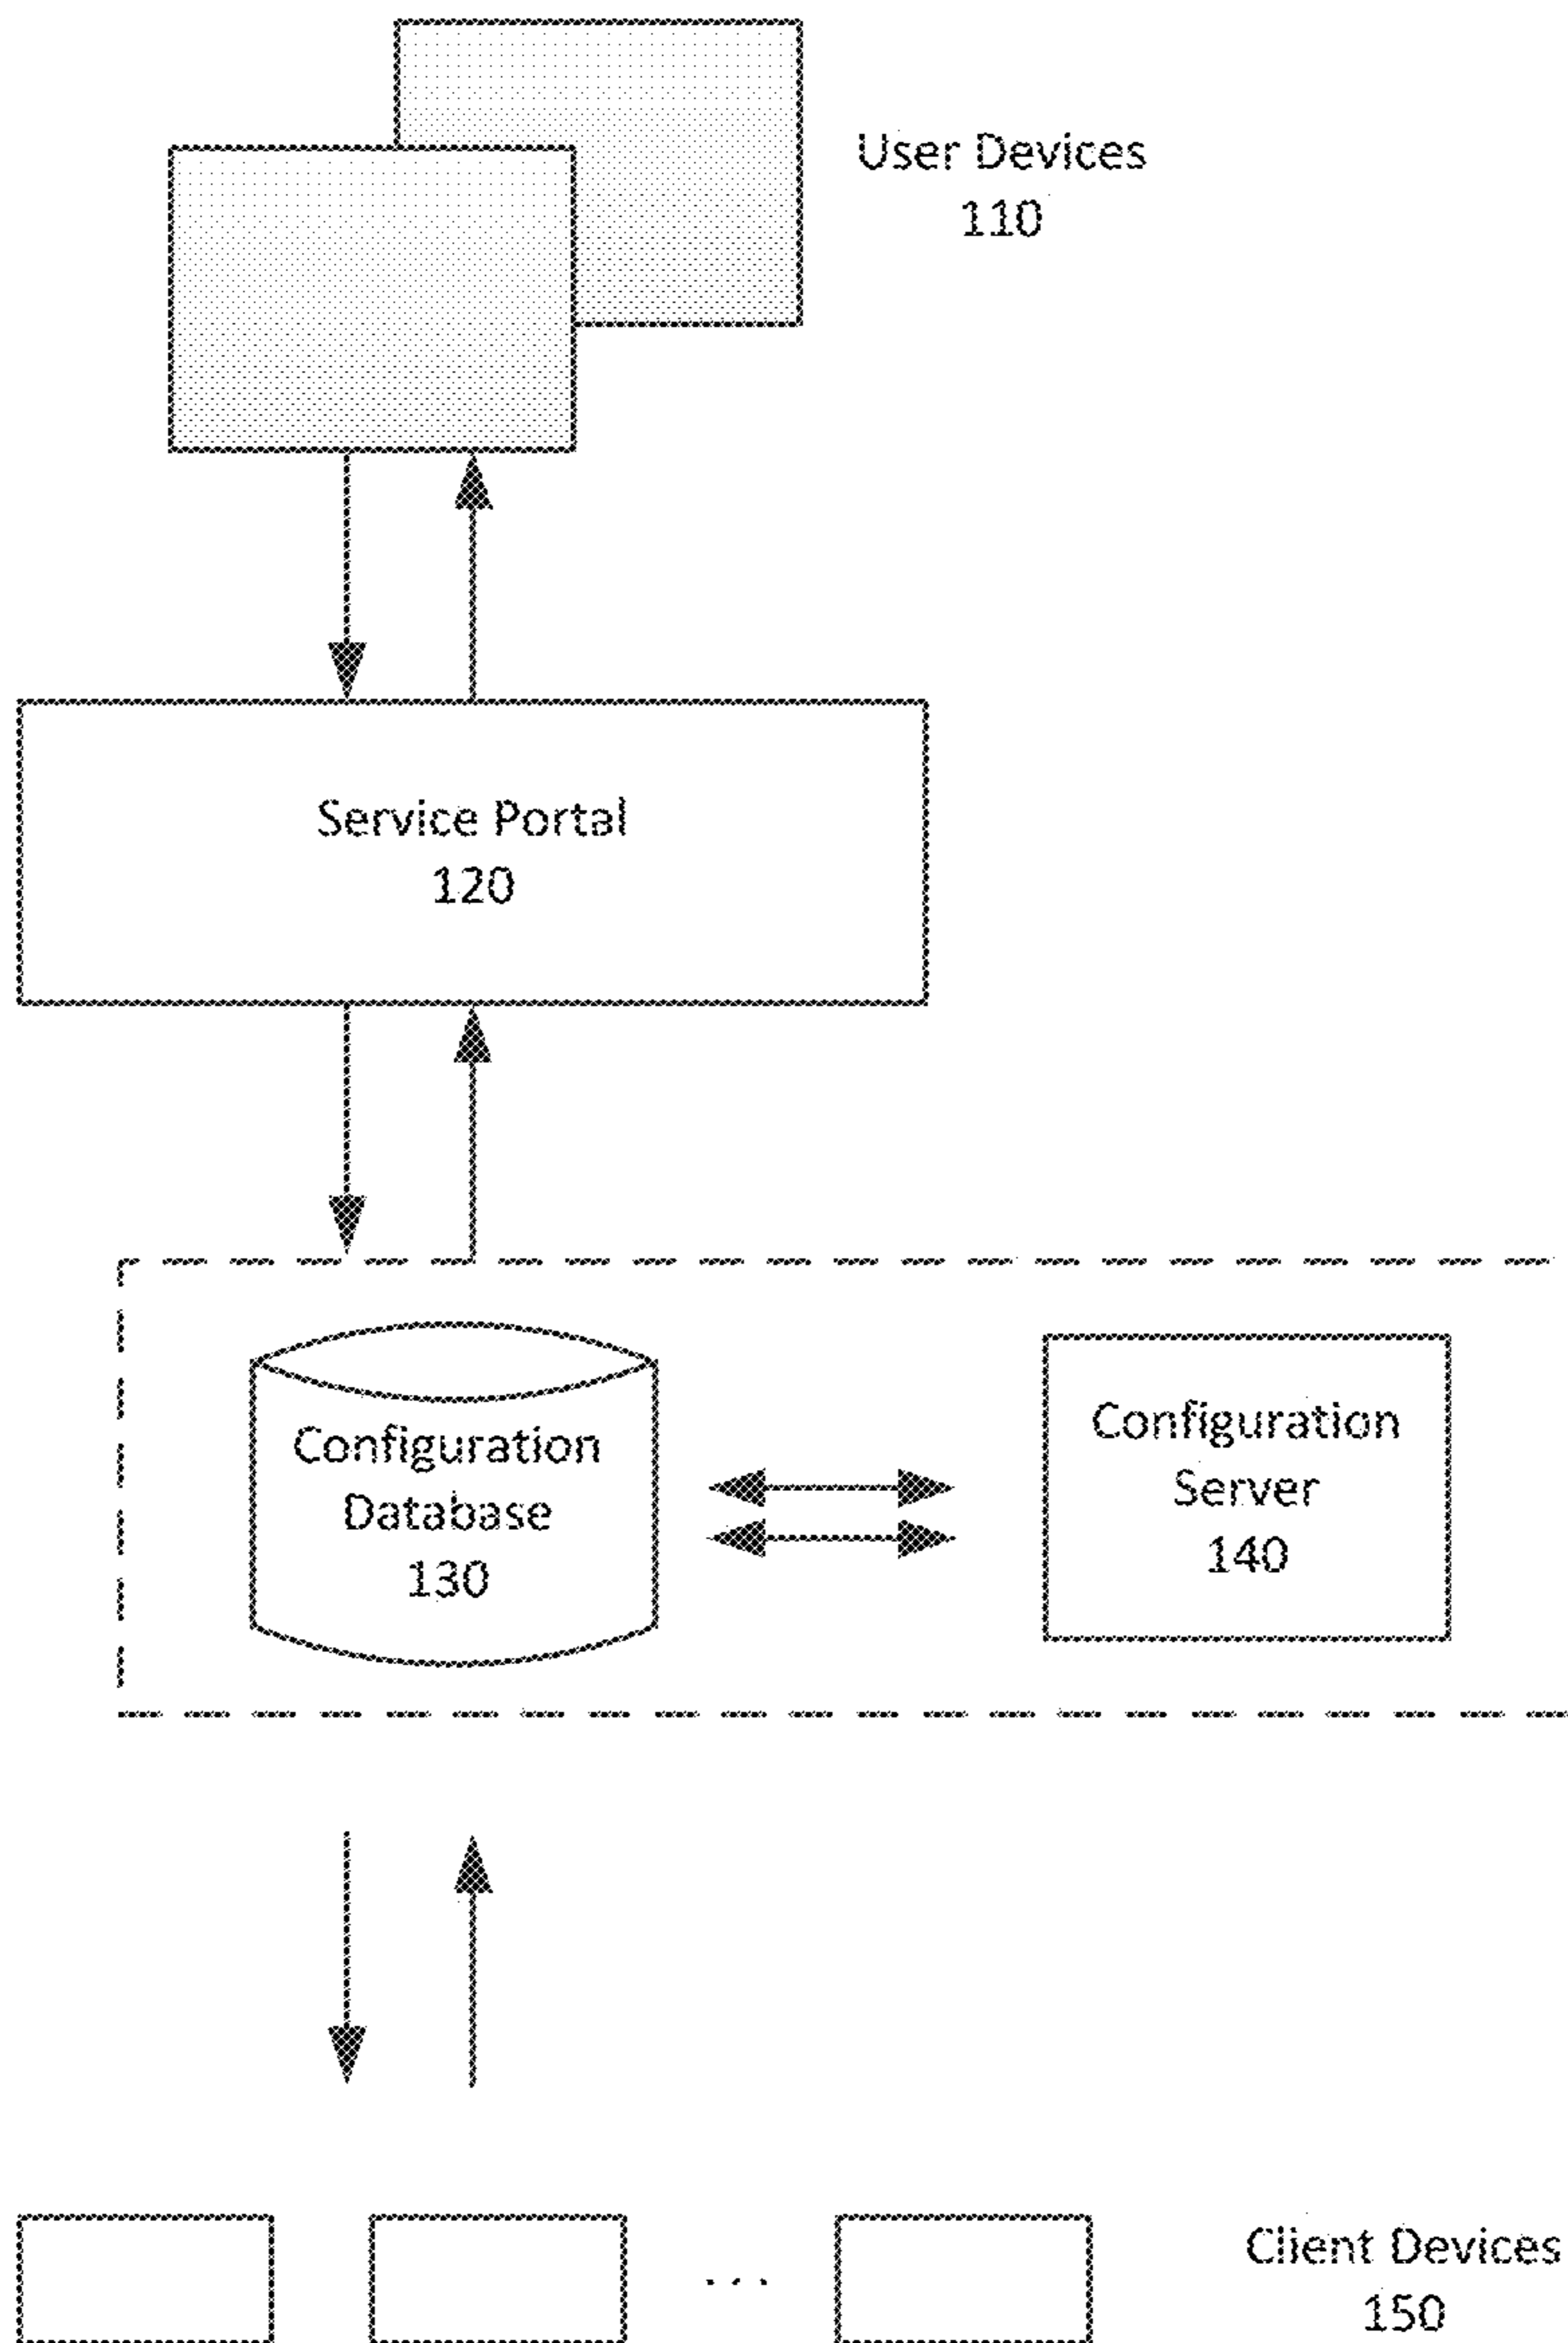 User Devices
110
Service Portal
120
Configuration
Database
130
Configuration
Server
140
...
Client Devices
150